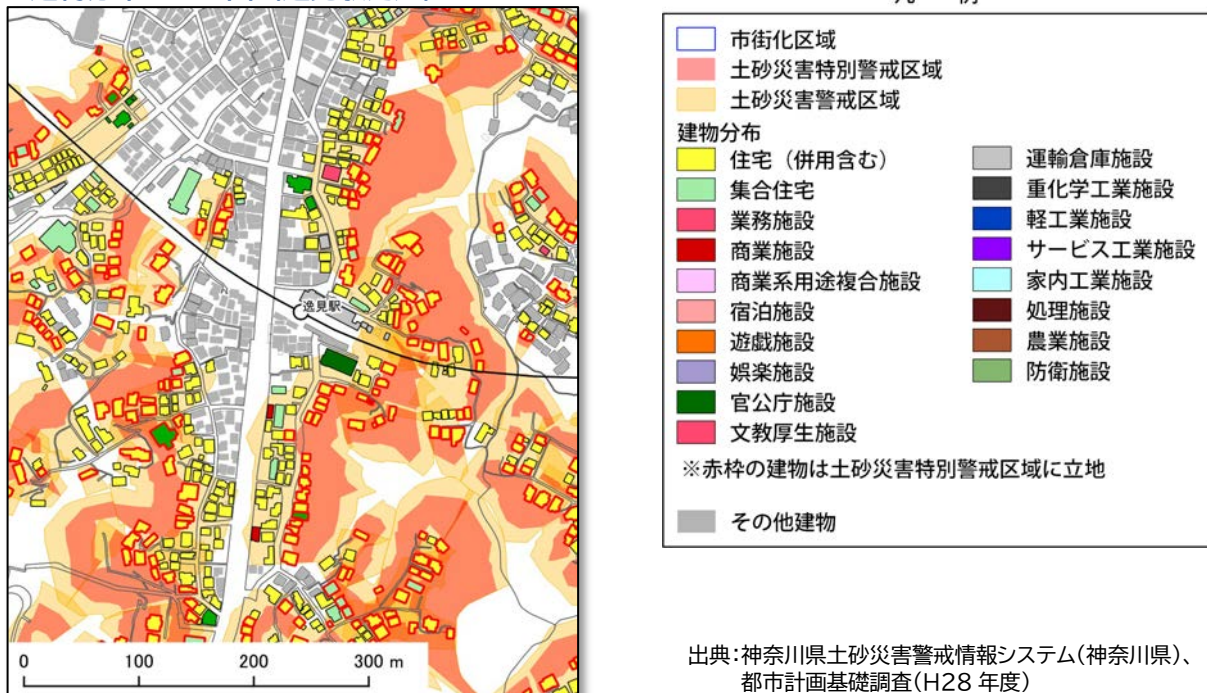 凡 例
市街化区域
土砂災害特別警戒区域
土砂災害警戒区域
建物分布
住宅(併用含む)
集合住宅
業務施設
商業施設
商業系用途複合施設
宿泊施設
遊戯施設
娯楽施設
官公庁施設
文教厚生施設
運輸倉庫施設
重化学工業施設
軽工業施設
サービス工業施設
家内工業施設
処理施設
農業施設
防衛施設
※赤枠の建物は土砂災害特別警戒区域に立地
その他建物
逸見駅
0 100 200 300 m
出典:神奈川県土砂災害警戒情報システム(神奈川県)、
都市計画基礎調査(H28 年度)